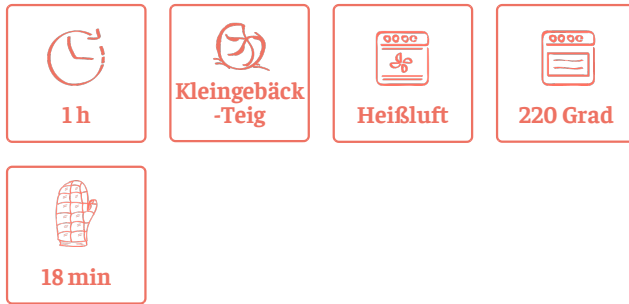 1 h
Kleingebäck
-Teig
Heißluft
220 Grad
18 min